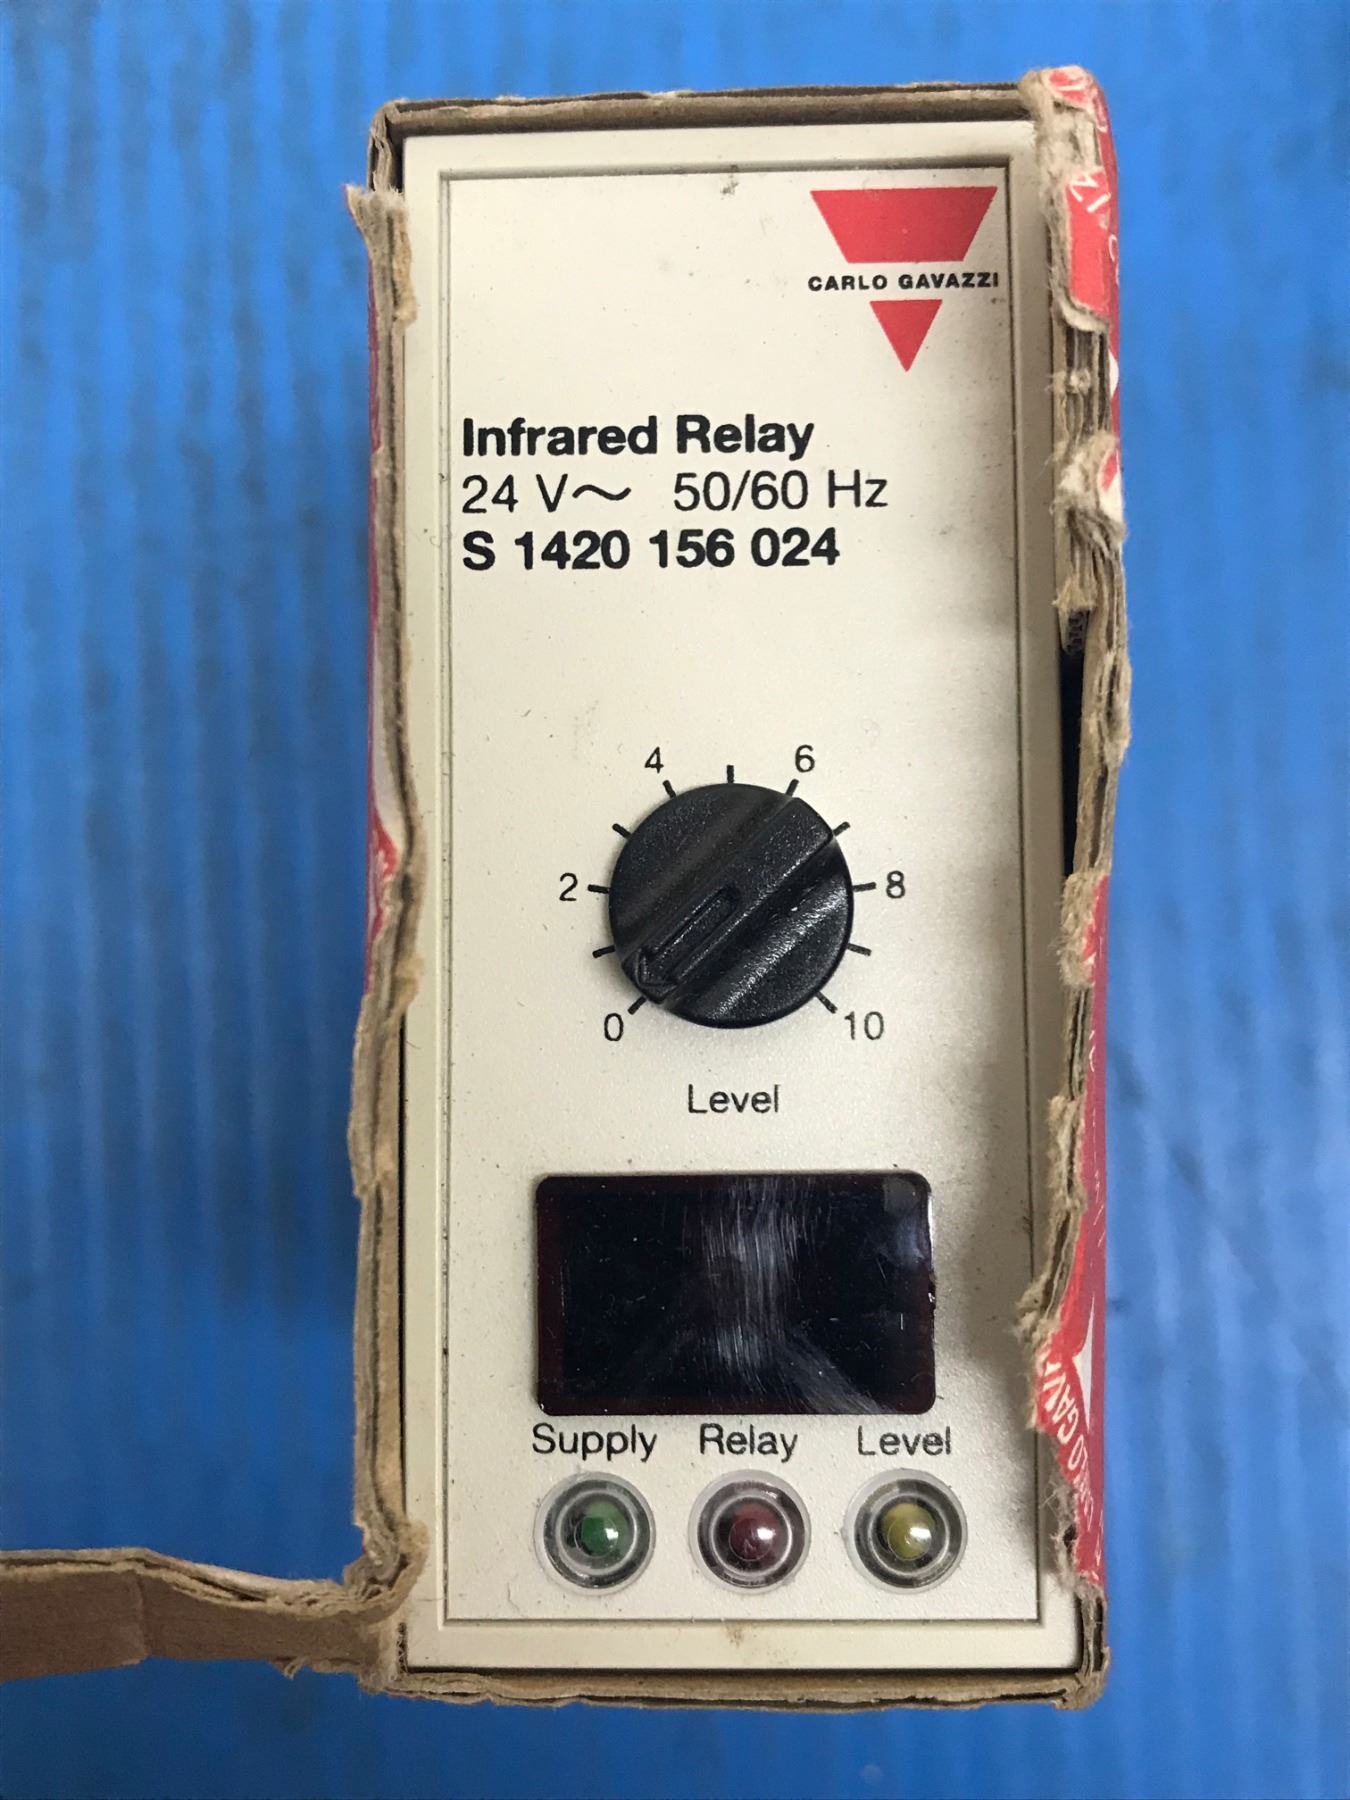 CARLO GAVAZZI
Infrared Relay
24 V~ 50/60 Hz
S 1420 156 024
4 6
2 8
0 10
Level
Supply Relay Level